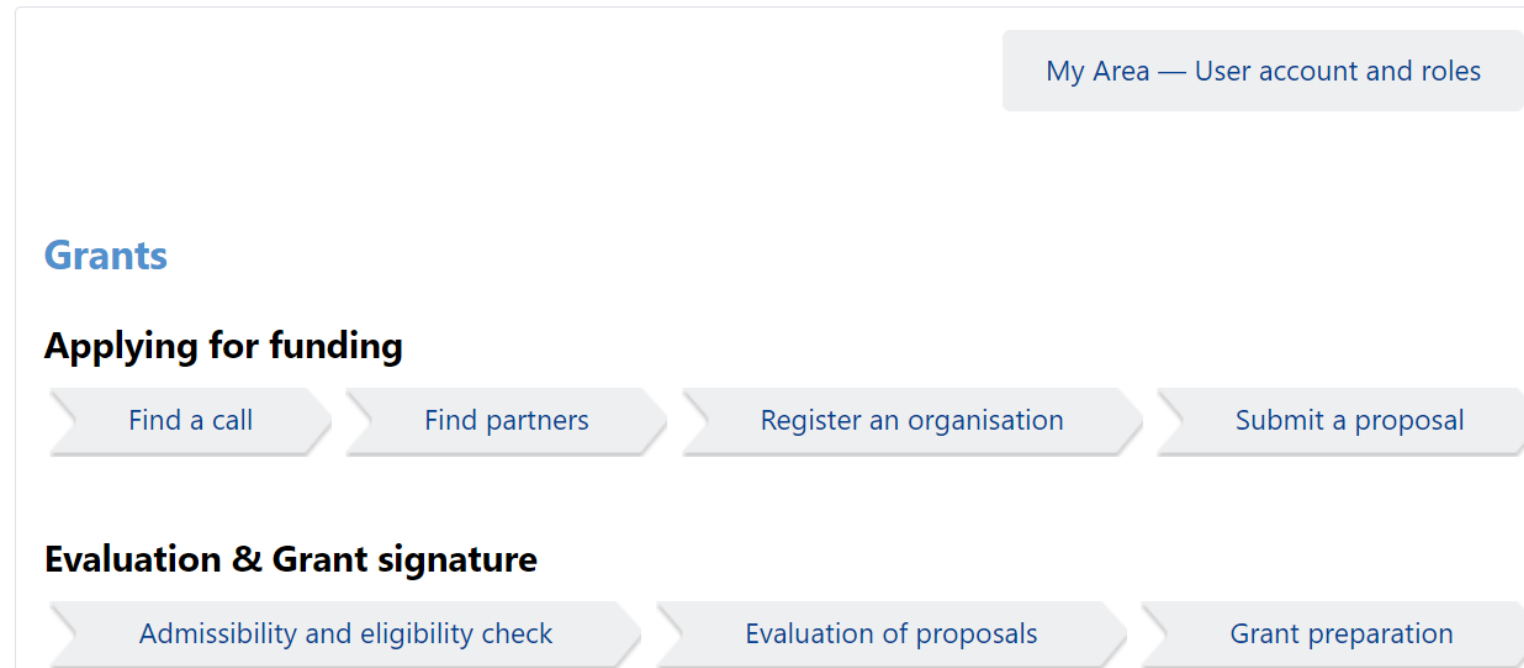 My Area — User account and roles
Grants
Applying for funding
Find a call Find partners Register an organisation Submit a proposal
Evaluation & Grant signature
Admissibility and eligibility check Evaluation of proposals Grant preparation